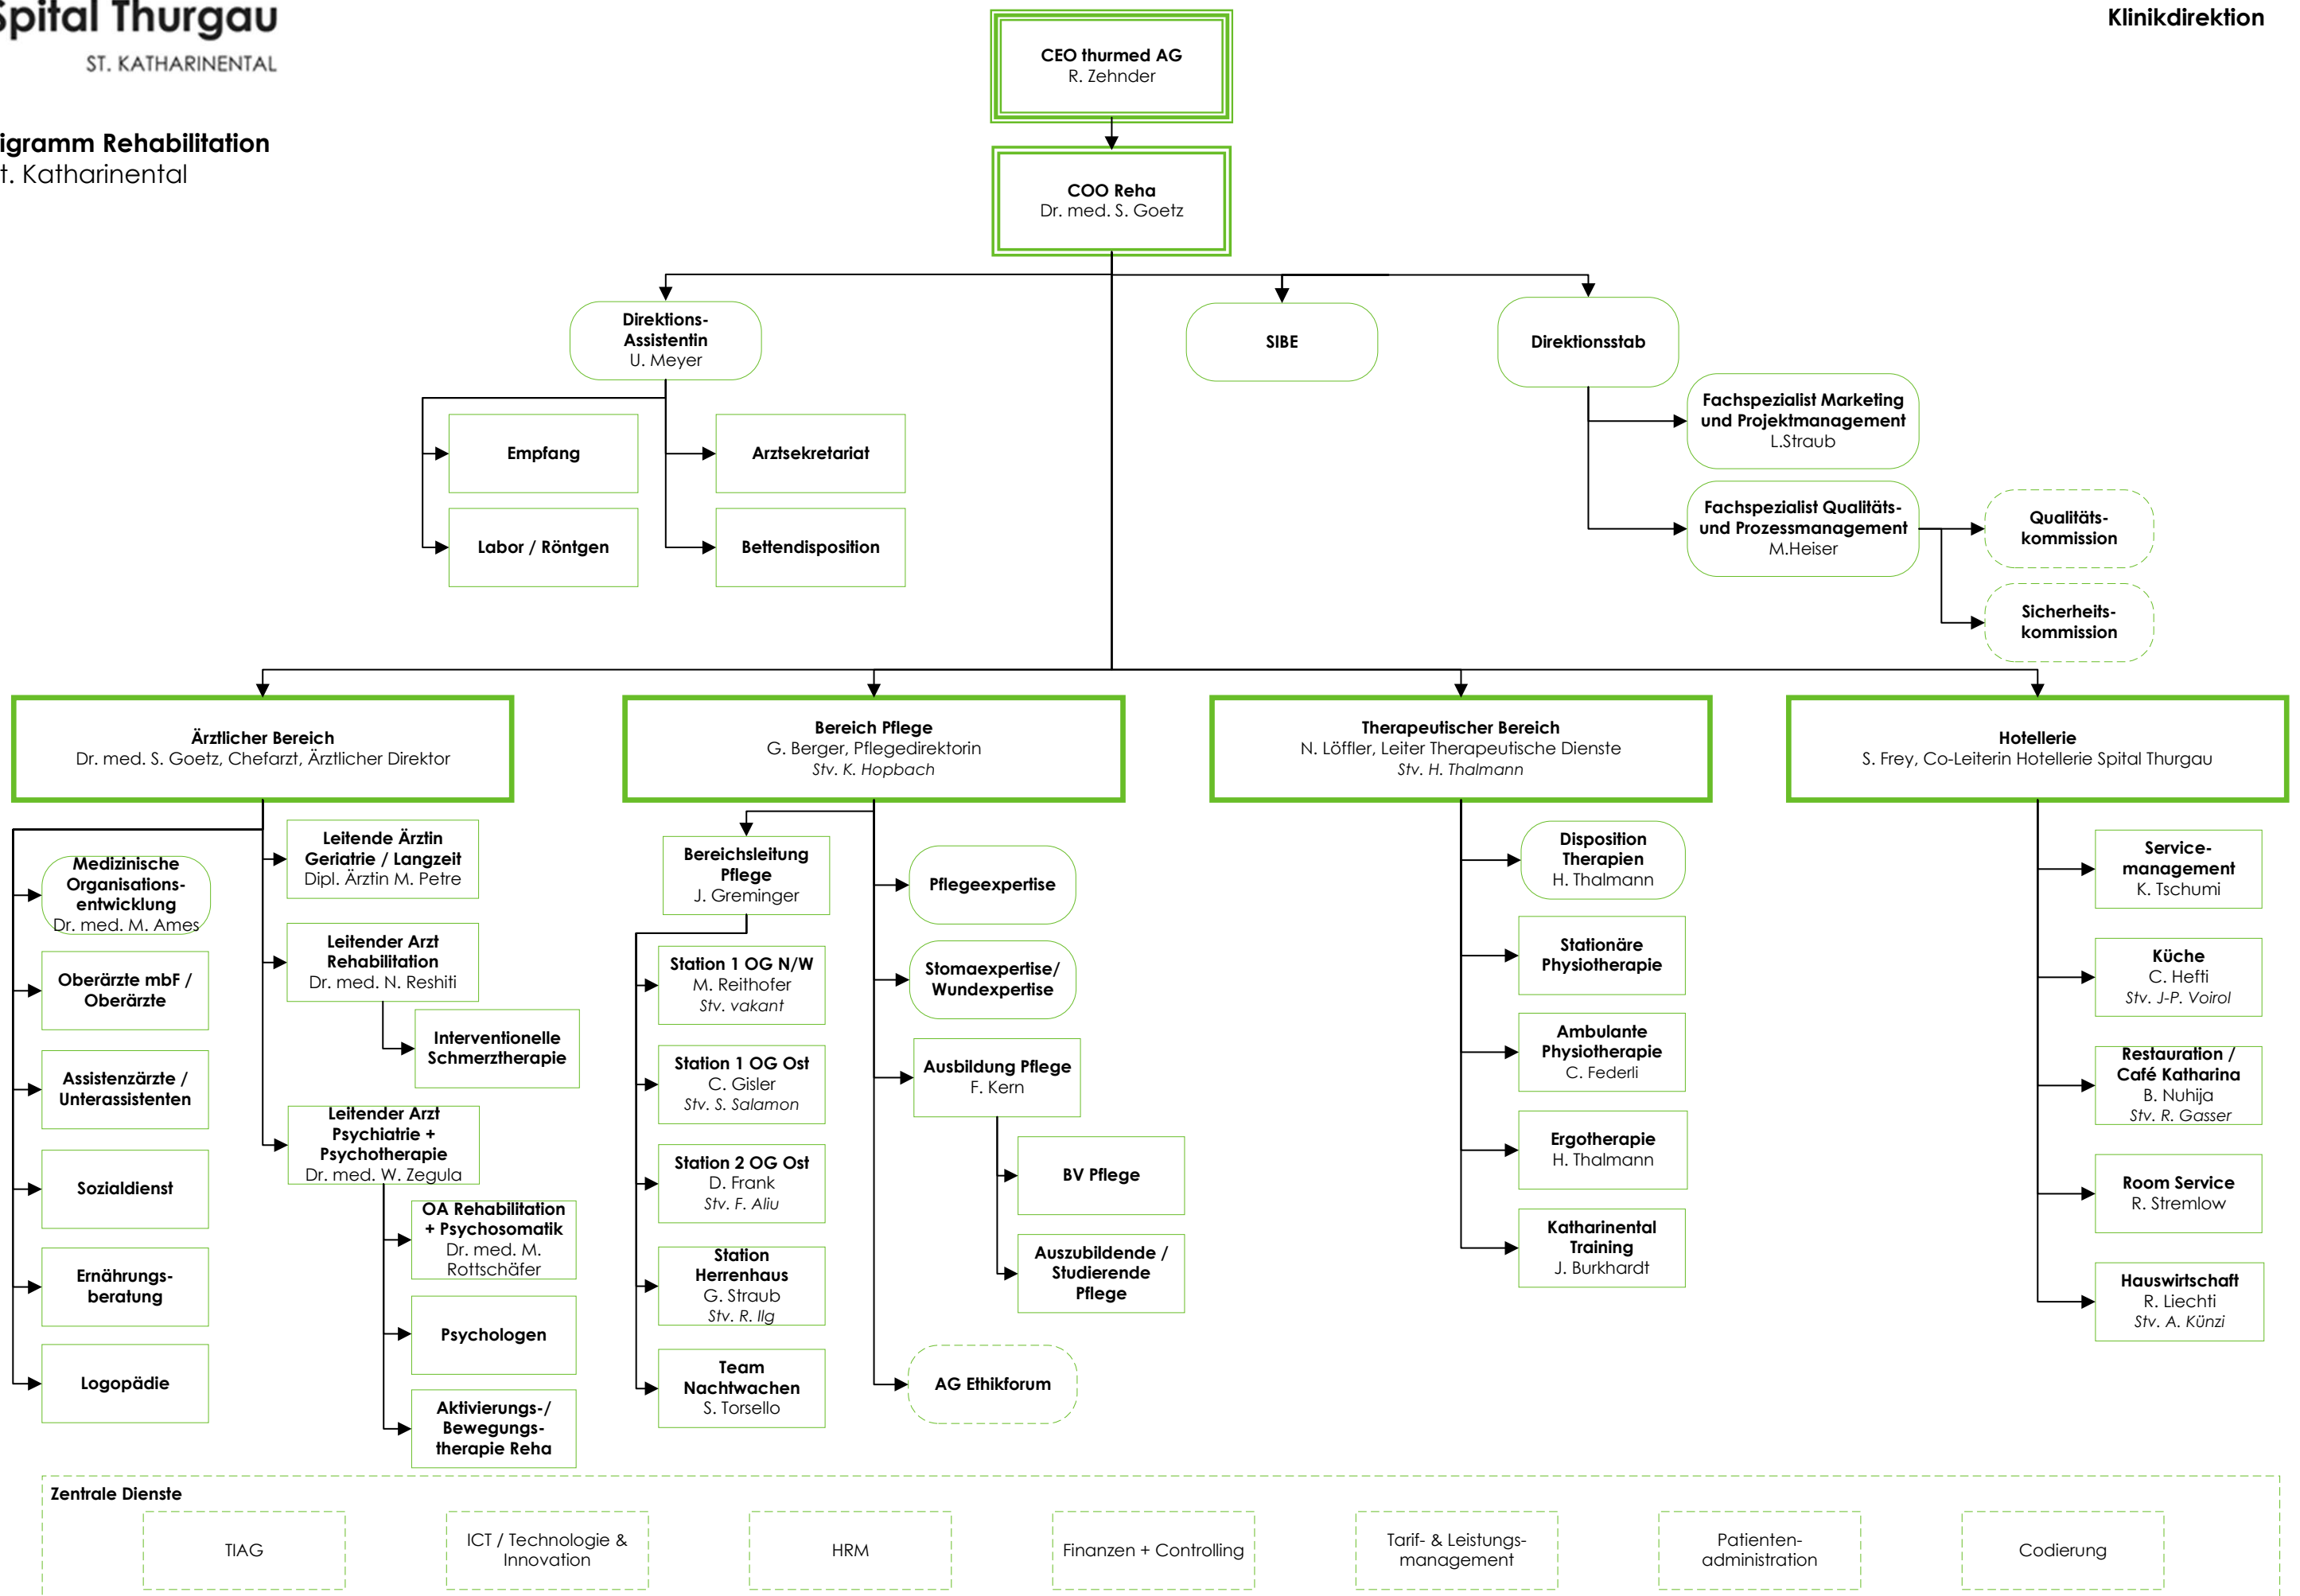 Spital Thurgau
ST. KATHARINENTAL
Klinikdirektion
igramm Rehabilitation
t. Katharinental
CEO thurmed AG
R. Zehnder
COO Reha
Dr. med. S. Goetz
Direktions-
Assistentin
U. Meyer
SIBE
Direktionsstab
Empfang
Arztsekretariat
Labor / Röntgen
Bettendisposition
Fachspezialist Marketing
und Projektmanagement
L.Straub
Fachspezialist Qualitäts-
und Prozessmanagement
M.Heiser
Qualitäts-
kommission
Sicherheits-
kommission
Ärztlicher Bereich
Dr. med. S. Goetz, Chefarzt, Ärztlicher Direktor
Bereich Pflege
G. Berger, Pflegedirektorin
Stv. K. Hopbach
Therapeutischer Bereich
N. Löffler, Leiter Therapeutische Dienste
Stv. H. Thalmann
Hotellerie
S. Frey, Co-Leiterin Hotellerie Spital Thurgau
Medizinische
Organisations-
entwicklung
Dr. med. M. Ames
Oberärzte mbF /
Oberärzte
Assistenzärzte /
Unterassistenten
Sozialdienst
Ernährungs-
beratung
Logopädie
Leitende Ärztin
Geriatrie / Langzeit
Dipl. Ärztin M. Petre
Leitender Arzt
Rehabilitation
Dr. med. N. Reshiti
Interventionelle
Schmerztherapie
Leitender Arzt
Psychiatrie +
Psychotherapie
Dr. med. W. Zegula
OA Rehabilitation
+ Psychosomatik
Dr. med. M.
Rottschäfer
Psychologen
Aktivierungs-/
Bewegungs-
therapie Reha
Bereichsleitung
Pflege
J. Greminger
Station 1 OG N/W
M. Reithofer
Stv. vakant
Station 1 OG Ost
C. Gisler
Stv. S. Salamon
Station 2 OG Ost
D. Frank
Stv. F. Aliu
Station
Herrenhaus
G. Straub
Stv. R. Ilg
Team
Nachtwachen
S. Torsello
Pflegeexpertise
Stomaexpertise/
Wundexpertise
Ausbildung Pflege
F. Kern
BV Pflege
Auszubildende /
Studierende
Pflege
AG Ethikforum
Disposition
Therapien
H. Thalmann
Stationäre
Physiotherapie
Ambulante
Physiotherapie
C. Federli
Ergotherapie
H. Thalmann
Katharinental
Training
J. Burkhardt
Service-
management
K. Tschumi
Küche
C. Hefti
Stv. J-P. Voirol
Restauration /
Café Katharina
B. Nuhija
Stv. R. Gasser
Room Service
R. Stremlow
Hauswirtschaft
R. Liechti
Stv. A. Künzi
Zentrale Dienste
TIAG
ICT / Technologie &
Innovation
HRM
Finanzen + Controlling
Tarif- & Leistungs-
management
Patienten-
administration
Codierung